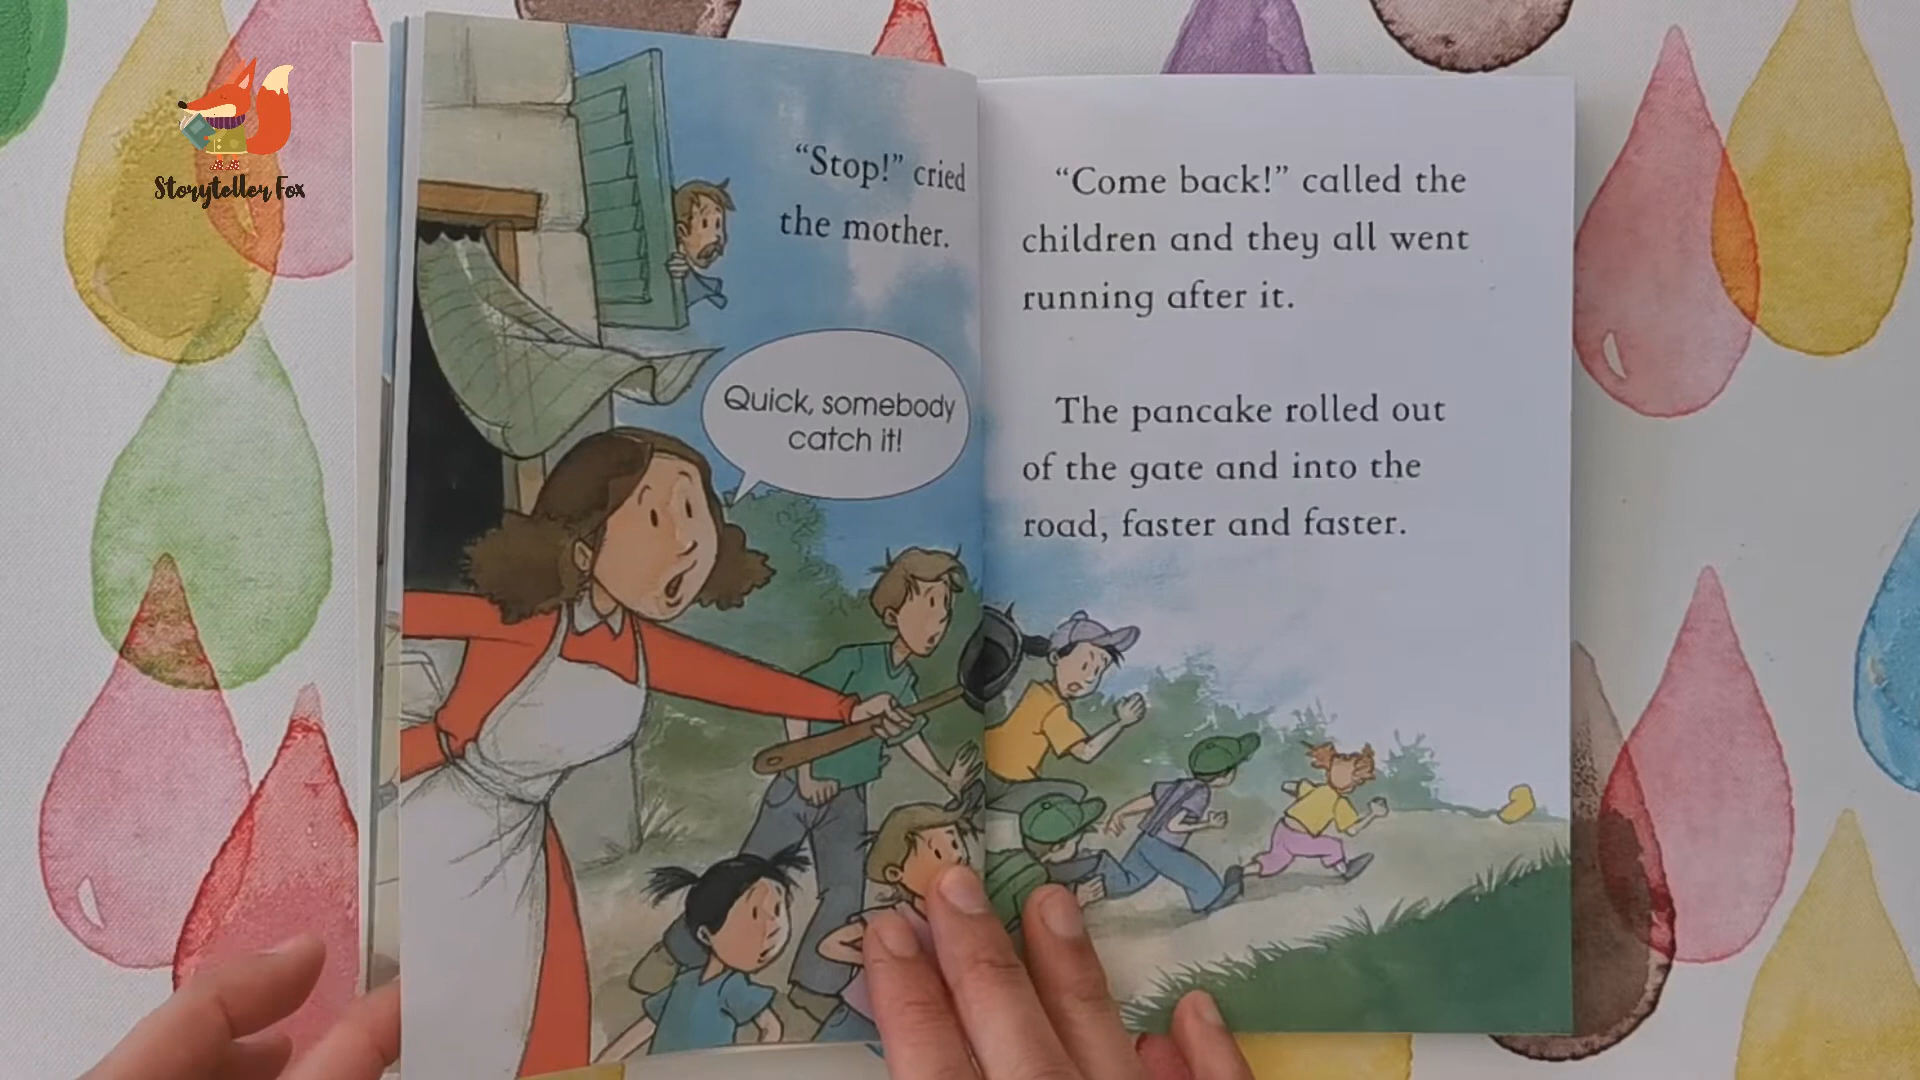 Storyteller Fox
“Stop!” cried
the mother.
Quick, somebody
catch it!
“Come back!” called the
children and they all went
running after it.
The pancake rolled out
of the gate and into the
road, faster and faster.